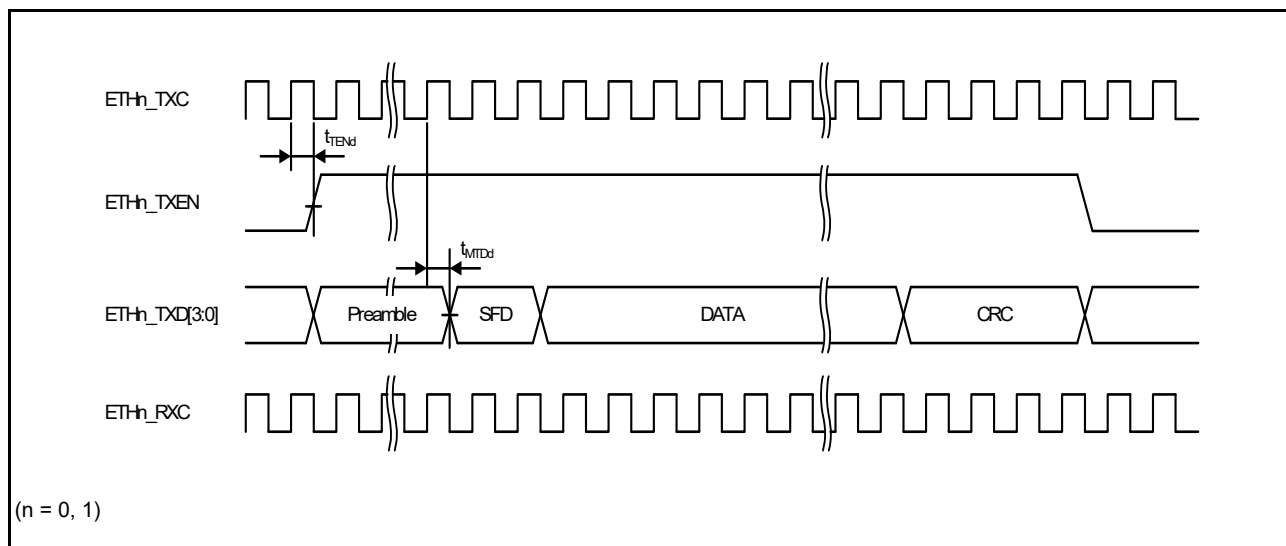 ETHn_TXC
tTENd
ETHn_TXEN
tMTDd
ETHn_TXD[3:0]
Preamble
SFD
DATA
CRC
ETHn_RXC
(n = 0, 1)